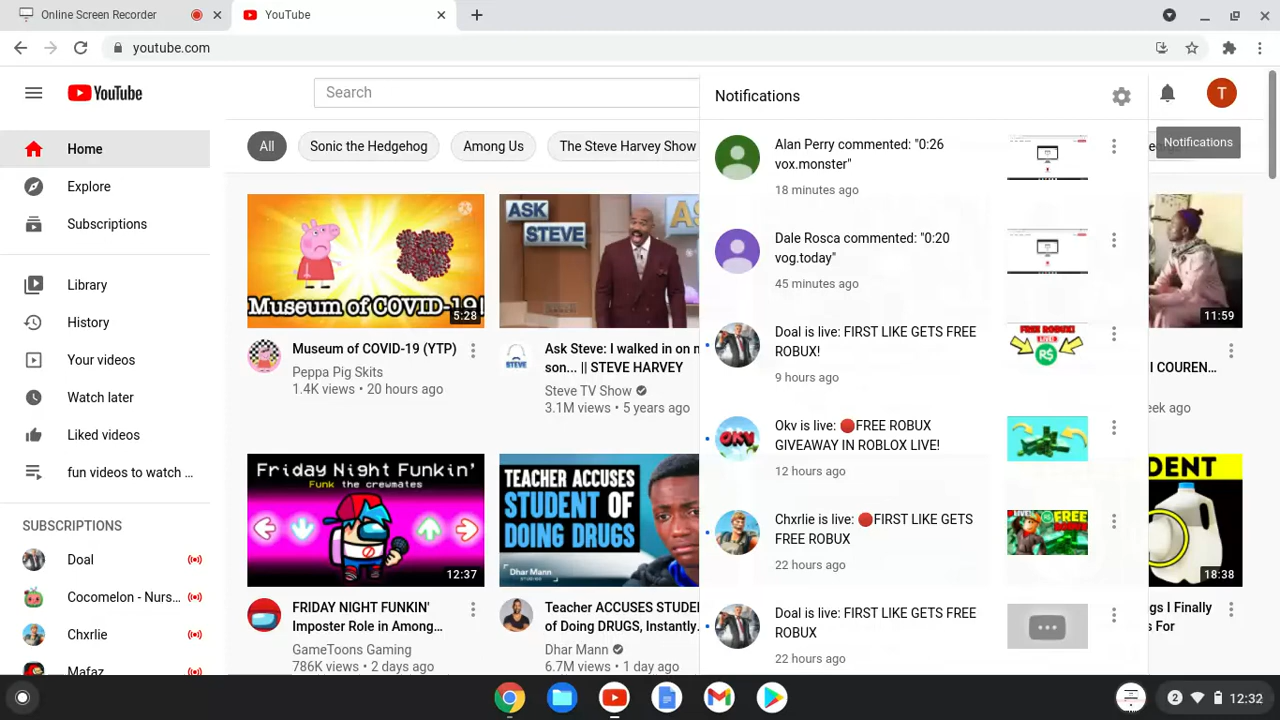 Online Screen Recorder
YouTube
youtube.com
YouTube
Search
Home
Explore
Subscriptions
Library
History
Your videos
Watch later
Liked videos
fun videos to watch ...
SUBSCRIPTIONS
Doal
Cocomelon - Nurs...
Chxrlie
Mafaz
All
Sonic the Hedgehog
Among Us
The Steve Harvey Show
Museum of COVID-19!
5:28
Museum of COVID-19 (YTP)
Peppa Pig Skits
1.4K views • 20 hours ago
ASK
STEVE
Ask Steve: I walked in on m
son... || STEVE HARVEY
Steve TV Show
3.1M views • 5 years ago
Friday Night Funkin'
Funk the crewmates
12:37
FRIDAY NIGHT FUNKIN'
Imposter Role in Among...
GameToons Gaming
786K views • 2 days ago
TEACHER ACCUSES
STUDENT OF
DOING DRUGS
Dhar Mann
STUDIOS
Teacher ACCUSES STUDE
of Doing DRUGS, Instantly
Dhar Mann
6.7M views • 1 day ago
Notifications
Alan Perry commented: "0:26
vox.monster"
18 minutes ago
Dale Rosca commented: "0:20
vog.today"
45 minutes ago
Doal is live: FIRST LIKE GETS FREE
ROBUX!
9 hours ago
FREE ROBUX!
LIVE!
R$
OKV
Okv is live: 🔴FREE ROBUX
GIVEAWAY IN ROBLOX LIVE!
12 hours ago
Chxrlie is live: 🔴FIRST LIKE GETS
FREE ROBUX
22 hours ago
LIVE!
FREE
ROBUX
Doal is live: FIRST LIKE GETS FREE
ROBUX
22 hours ago
T
Notifications
11:59
I COUREN...
eek ago
DENT
18:38
gs I Finally
For
2
12:32